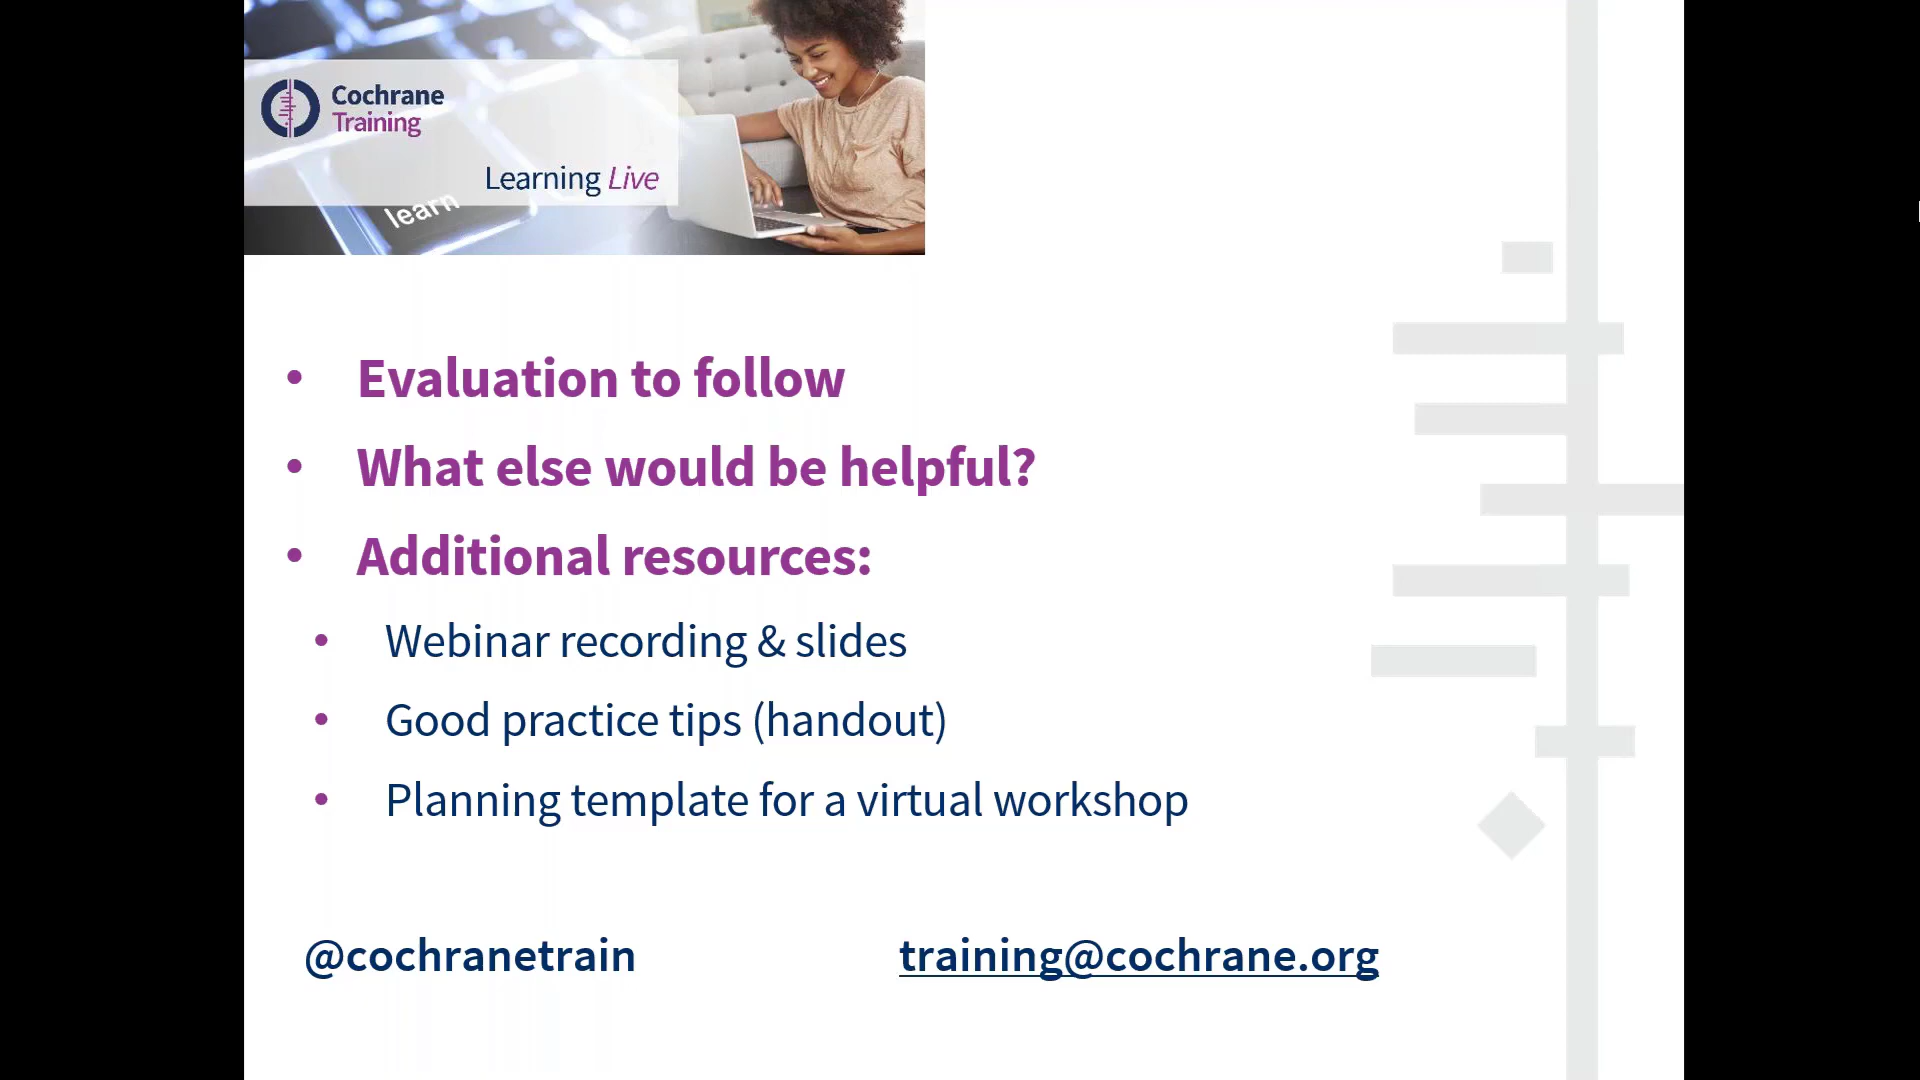 Cochrane
Training
Learning Live
learn
• Evaluation to follow
• What else would be helpful?
• Additional resources:
• Webinar recording & slides
• Good practice tips (handout)
• Planning template for a virtual workshop
@cochranetrain
training@cochrane.org